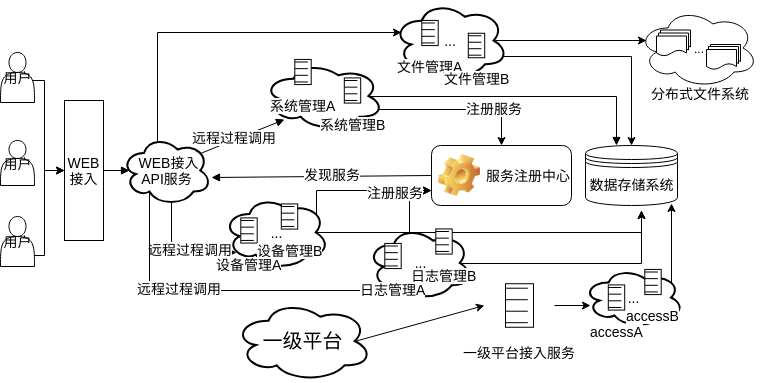 ...
文件管理A
文件管理B
...
分布式文件系统
用户
系统管理A
系统管理B
注册服务
远程过程调用
用户
WEB
接入
WEB接入
API服务
发现服务
服务注册中心
数据存储系统
注册服务
用户
...
远程过程调用
设备管理B
设备管理A
...
日志管理B
远程过程调用
日志管理A
...
accessB
accessA
一级平台
一级平台接入服务